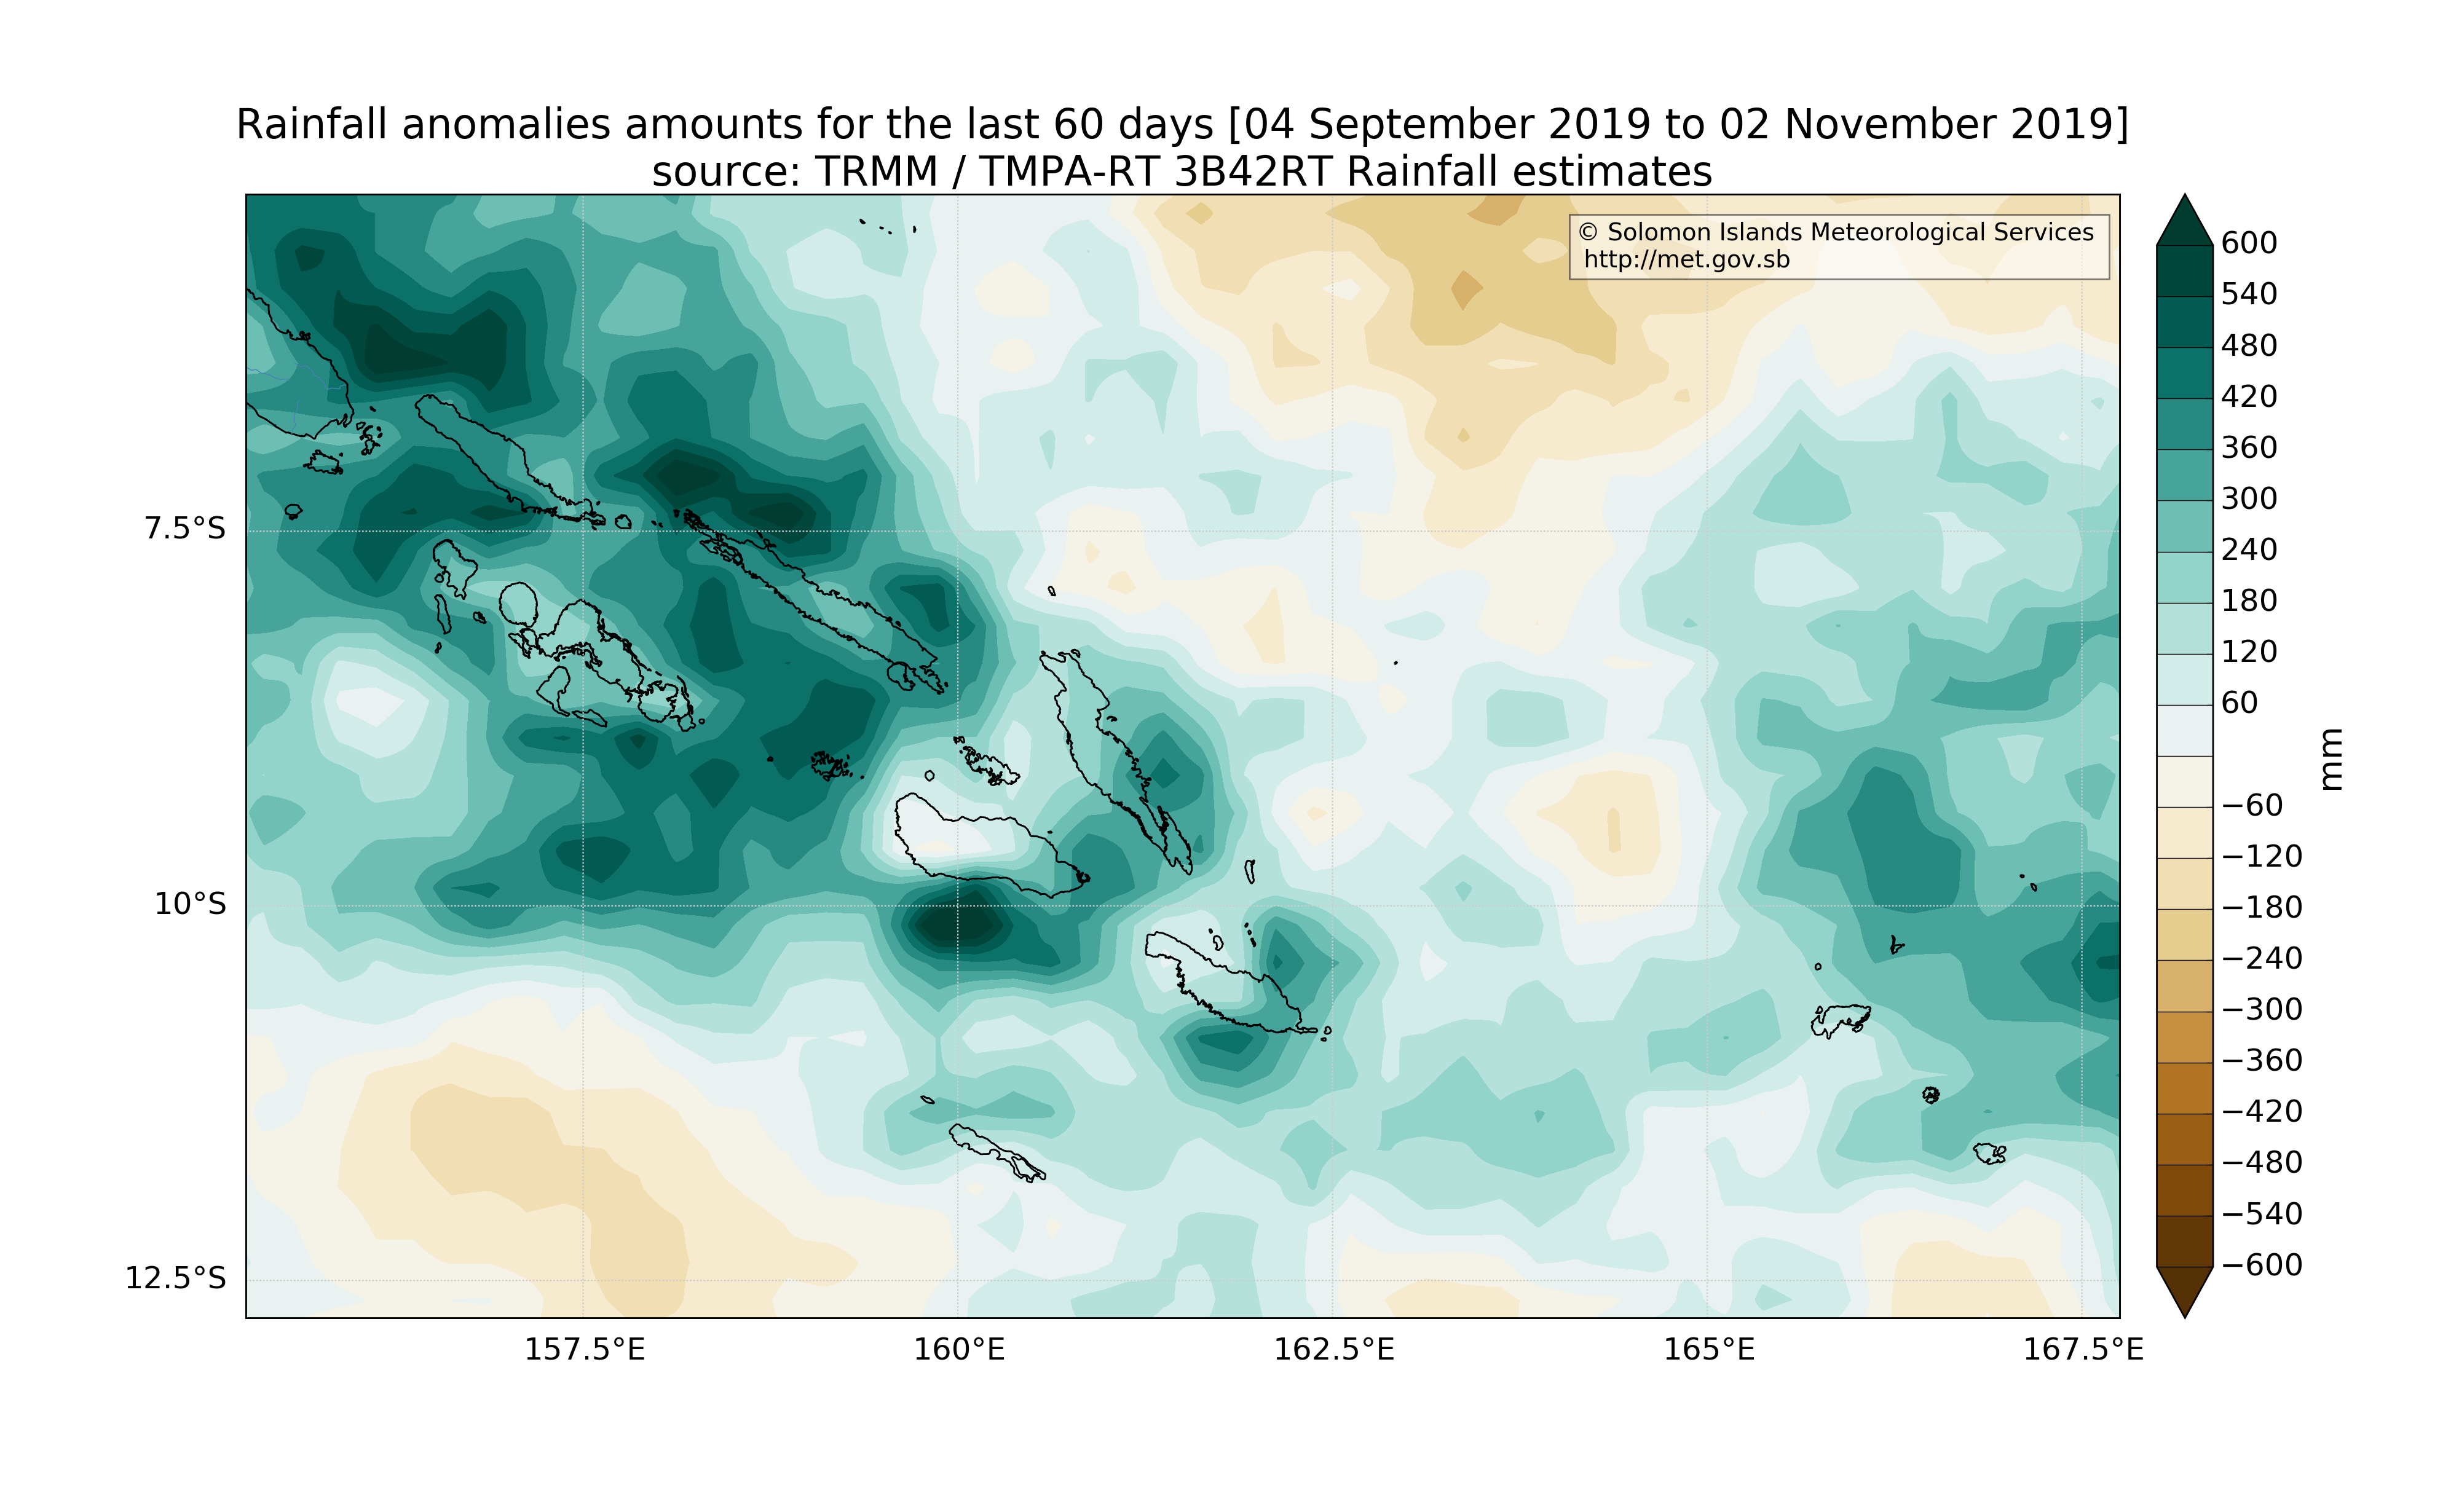 Rainfall anomalies amounts for the last 60 days [04 September 2019 to 02 November 2019]
source: TRMM / TMPA-RT 3B42RT Rainfall estimates
© Solomon Islands Meteorological Services
http://met.gov.sb
7.5°S
10°S
12.5°S
157.5°E
160°E
162.5°E
165°E
167.5°E
600
540
480
420
360
300
240
180
120
60
−60
−120
−180
−240
−300
−360
−420
−480
−540
−600
mm